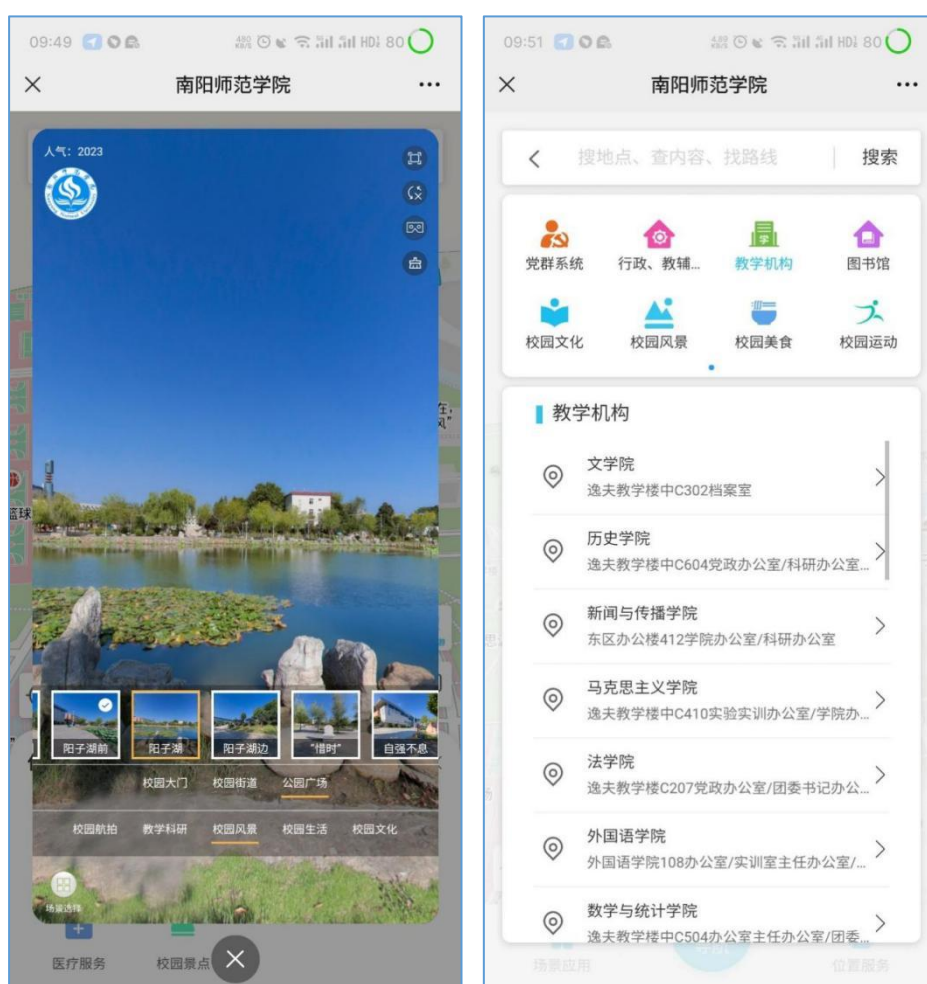 09:49
HD 80
南阳师范学院
人气：2023
篮球
阳子湖前
阳子湖
阳子湖边
“惜时”
自强不息
校园大门 校园街道 公园广场
校园航拍 教学科研 校园风景 校园生活 校园文化
场景选择
医疗服务 校园景点
09:51
HD 80
南阳师范学院
搜地点、查内容、找路线 搜索
党群系统 行政、教辅... 教学机构 图书馆
校园文化 校园风景 校园美食 校园运动
教学机构
文学院
逸夫教学楼中C302档案室
历史学院
逸夫教学楼中C604党政办公室/科研办公室...
新闻与传播学院
东区办公楼412学院办公室/科研办公室
马克思主义学院
逸夫教学楼中C410实验实训办公室/学院办...
法学院
逸夫教学楼C207党政办公室/团委书记办公...
外国语学院
外国语学院108办公室/实训室主任办公室/...
数学与统计学院
逸夫教学楼中C504办公室主任办公室/团委...
场景应用 位置服务